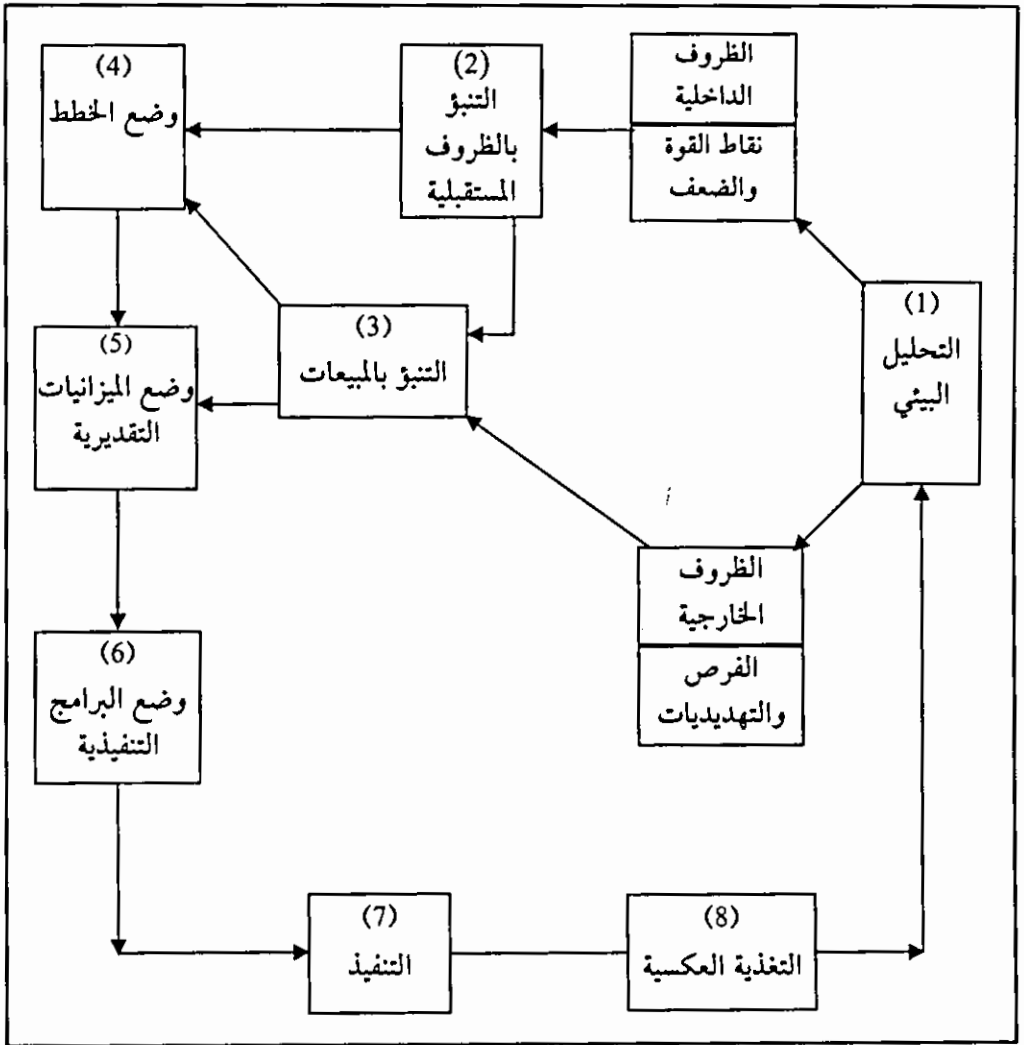 (1)
التحليل
البيئي
الظروف
الداخلية
نقاط القوة
والضعف
الظروف
الخارجية
الفرص
والتهديديات
(2)
التنبؤ
بالظروف
المستقبلية
(3)
التنبؤ بالمبيعات
(4)
وضع الخطط
(5)
وضع الميزانيات
التقديرية
(6)
وضع البرامج
التنفيذية
(7)
التنفيذ
(8)
التغذية العكسية